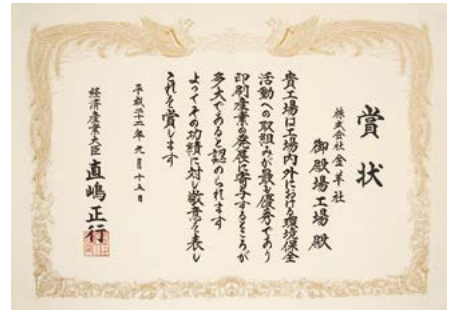 賞状
株式会社金羊社
御殿場工場 殿
貴工場は工場内外における環境保全
活動への取組みが最も優秀であり
印刷産業の発展に寄与するところが
多大であると認められます
よってその功績に対し敬意を表し
これを賞します
平成二十二年九月十五日
経済産業大臣 直嶋正行